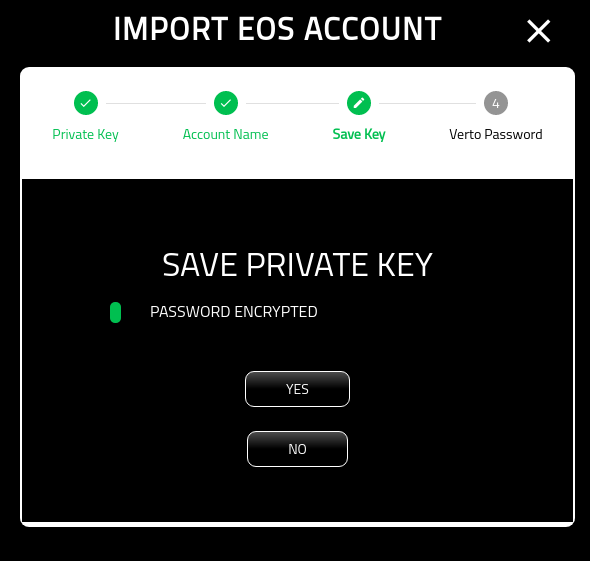 IMPORT EOS ACCOUNT
4
Private Key Account Name Save Key Verto Password
SAVE PRIVATE KEY
PASSWORD ENCRYPTED
YES
NO